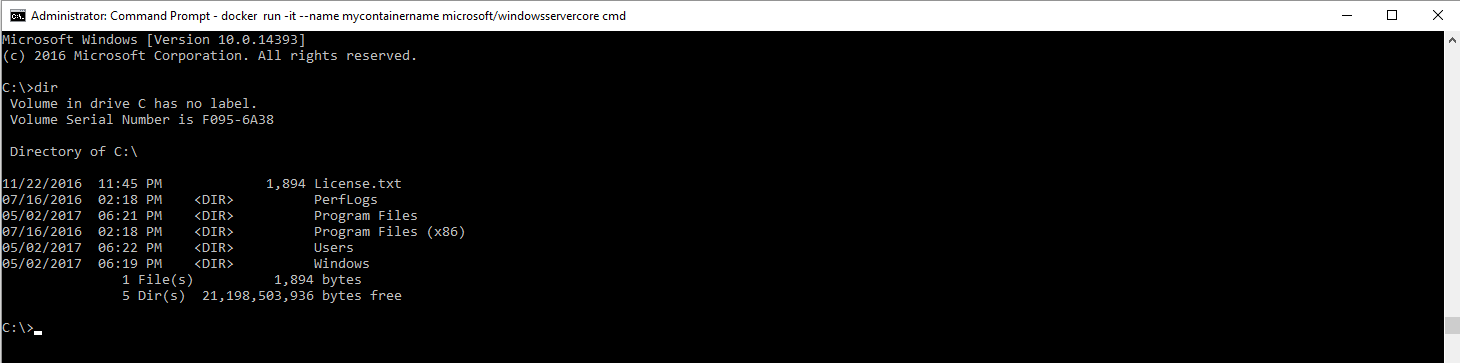 Administrator: Command Prompt - docker  run -it --name mycontainername microsoft/windowsservercore cmd
Microsoft Windows [Version 10.0.14393]
(c) 2016 Microsoft Corporation. All rights reserved.
C:\>dir
 Volume in drive C has no label.
 Volume Serial Number is F095-6A38
 Directory of C:\
11/22/2016  11:45 PM             1,894 License.txt
07/16/2016  02:18 PM    <DIR>          PerfLogs
05/02/2017  06:21 PM    <DIR>          Program Files
07/16/2016  02:18 PM    <DIR>          Program Files (x86)
05/02/2017  06:22 PM    <DIR>          Users
05/02/2017  06:19 PM    <DIR>          Windows
               1 File(s)          1,894 bytes
               5 Dir(s)  21,198,503,936 bytes free
C:\>